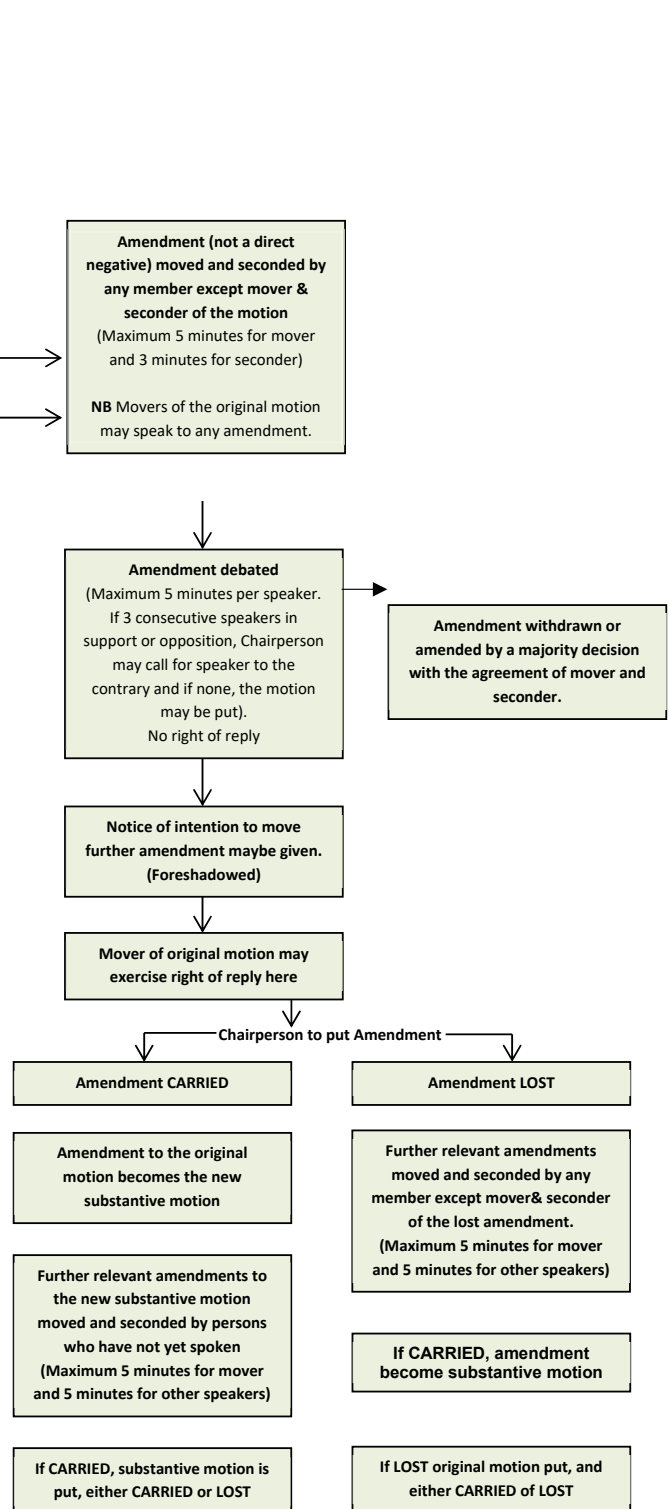 Amendment (not a direct
negative) moved and seconded by
any member except mover &
seconder of the motion
(Maximum 5 minutes for mover
and 3 minutes for seconder)
NB Movers of the original motion
may speak to any amendment.
Amendment debated
(Maximum 5 minutes per speaker.
If 3 consecutive speakers in
support or opposition, Chairperson
may call for speaker to the
contrary and if none, the motion
may be put).
No right of reply
Amendment withdrawn or
amended by a majority decision
with the agreement of mover and
seconder.
Notice of intention to move
further amendment maybe given.
(Foreshadowed)
Mover of original motion may
exercise right of reply here
Chairperson to put Amendment
Amendment CARRIED
Amendment to the original
motion becomes the new
substantive motion
Further relevant amendments to
the new substantive motion
moved and seconded by persons
who have not yet spoken
(Maximum 5 minutes for mover
and 5 minutes for other speakers)
If CARRIED, substantive motion is
put, either CARRIED or LOST
Amendment LOST
Further relevant amendments
moved and seconded by any
member except mover& seconder
of the lost amendment.
(Maximum 5 minutes for mover
and 5 minutes for other speakers)
If CARRIED, amendment
become substantive motion
If LOST original motion put, and
either CARRIED of LOST